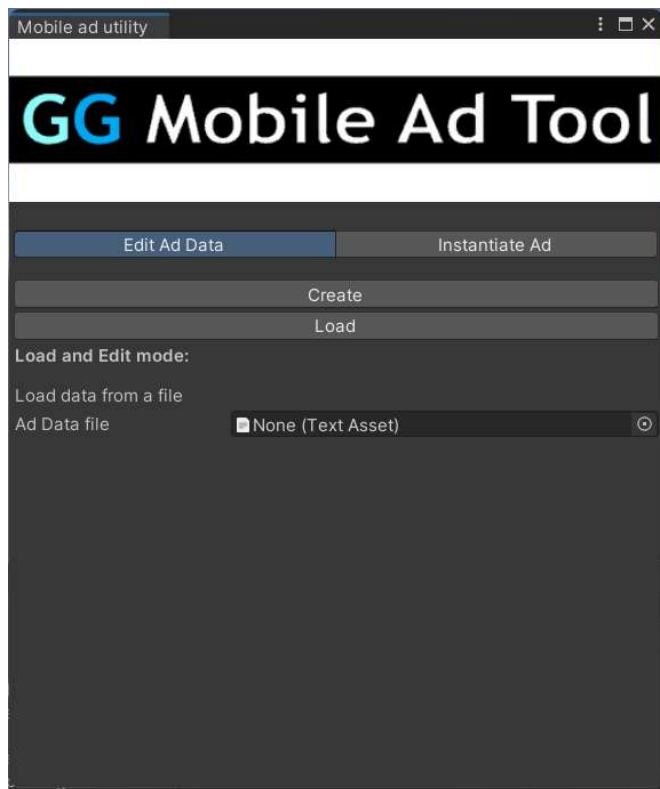 Mobile ad utility
GG Mobile Ad Tool
Edit Ad Data
Instantiate Ad
Create
Load
Load and Edit mode:
Load data from a file
Ad Data file
None (Text Asset)